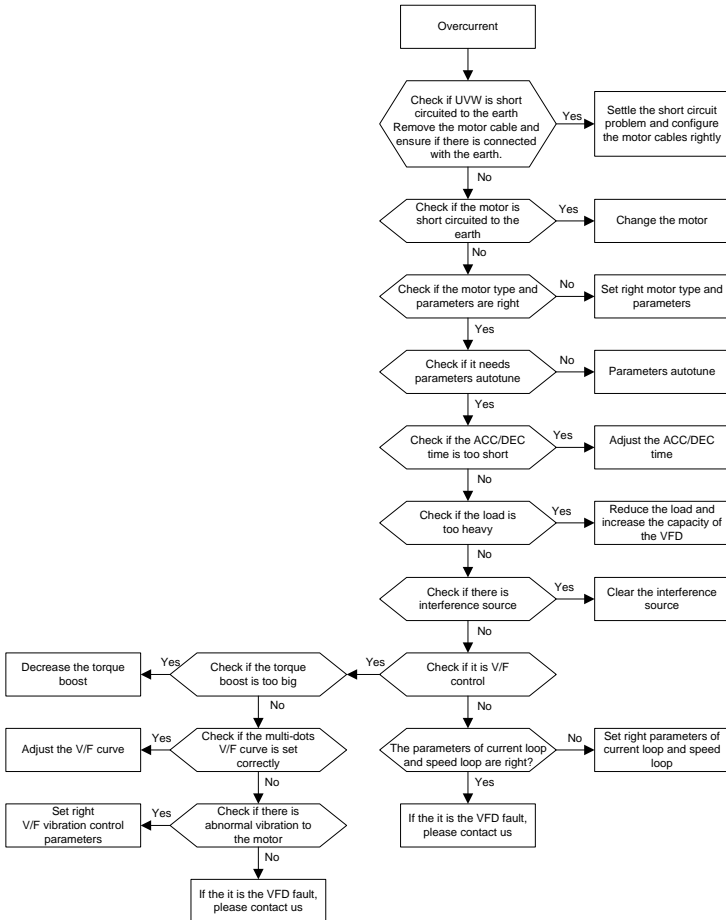 Overcurrent
Check if UVW is short
circuited to the earth
Remove the motor cable and
ensure if there is connected
with the earth.
Yes
Settle the short circuit
problem and configure
the motor cables rightly
No
Check if the motor is
short circuited to the
earth
Yes
Change the motor
No
Check if the motor type and
parameters are right
No
Set right motor type and
parameters
Yes
Check if it needs
parameters autotune
No
Parameters autotune
Yes
Check if the ACC/DEC
time is too short
Yes
Adjust the ACC/DEC
time
No
Check if the load is
too heavy
Yes
Reduce the load and
increase the capacity of
the VFD
No
Check if there is
interference source
Yes
Clear the interference
source
No
Check if it is V/F
control
Yes
Check if the torque
boost is too big
Yes
Decrease the torque
boost
No
Check if the multi-dots
V/F curve is set
correctly
Yes
Adjust the V/F curve
No
Check if there is
abnormal vibration to
the motor
Yes
Set right
V/F vibration control
parameters
No
If the it is the VFD fault,
please contact us
No
The parameters of current loop
and speed loop are right?
No
Set right parameters of
current loop and speed
loop
Yes
If the it is the VFD fault,
please contact us